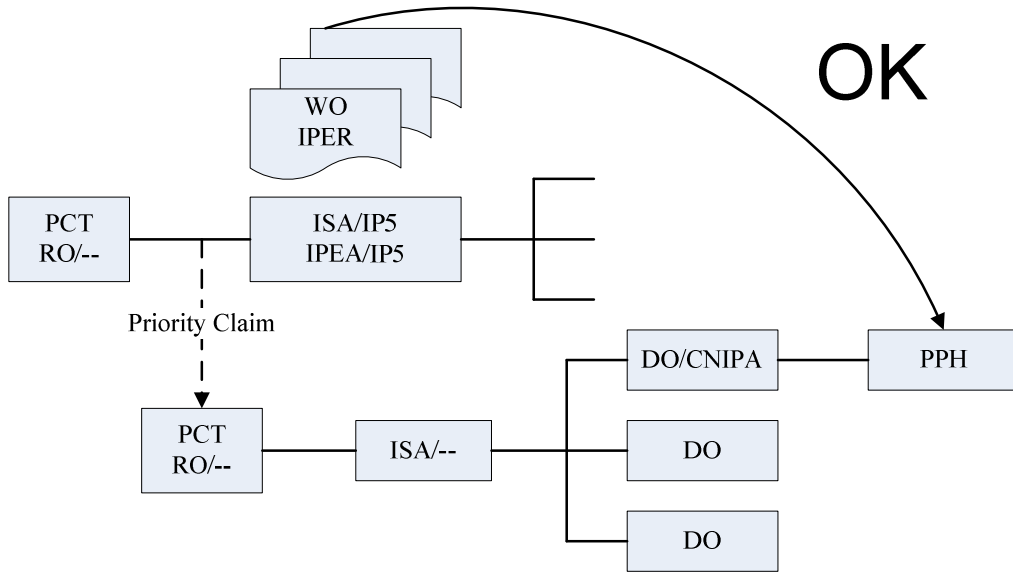 OK
WO
IPER
PCT
RO/--
ISA/IP5
IPEA/IP5
Priority Claim
DO/CNIPA
PPH
PCT
RO/--
ISA/--
DO
DO